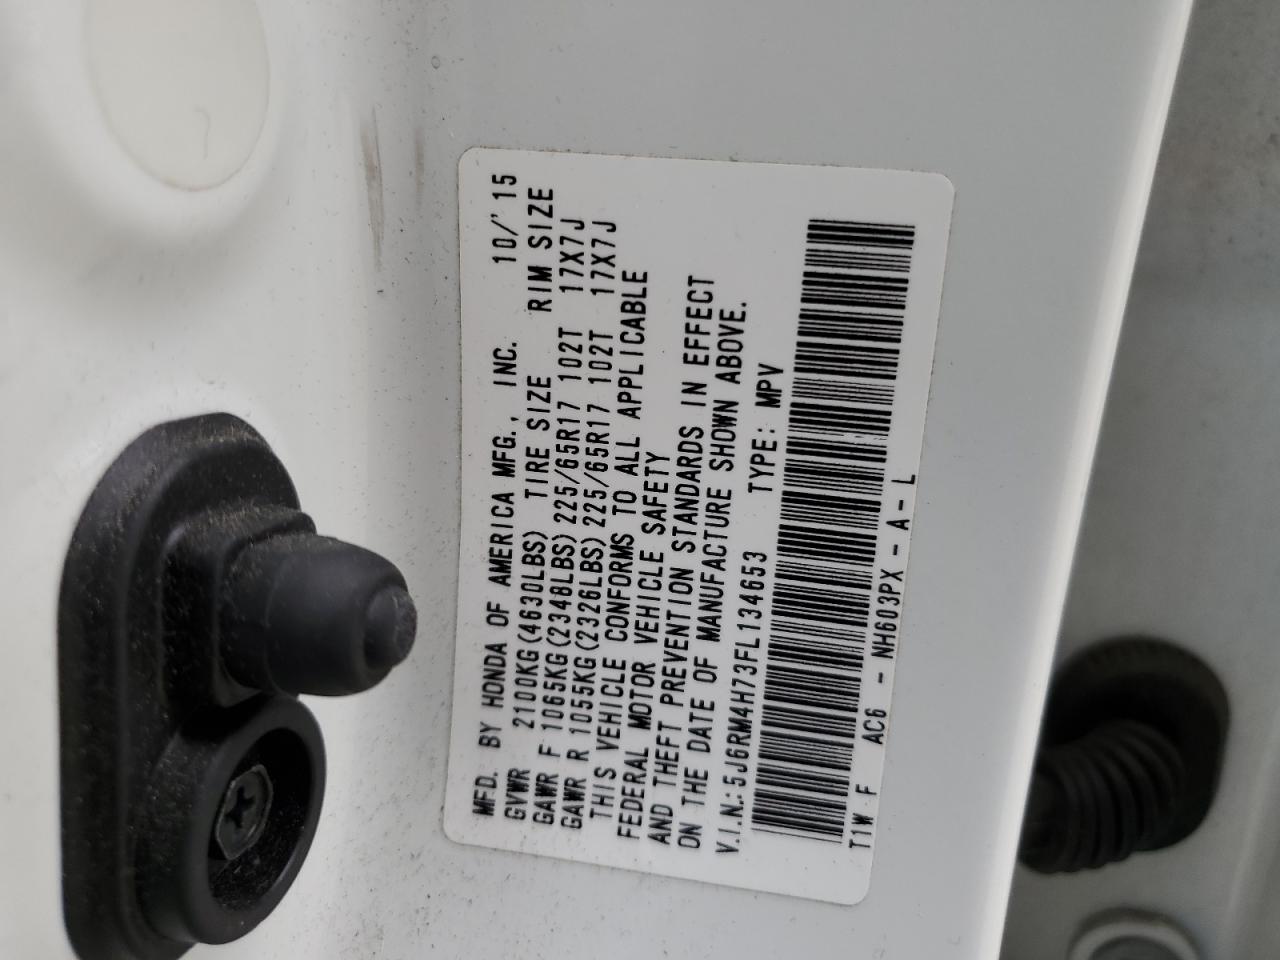 MFD. BY HONDA OF AMERICA MFG., INC. 10/'15
GVWR 2100KG(4630LBS) TIRE SIZE RIM SIZE
GAWR F 1065KG(2348LBS)225/65R17 102T 17X7J
GAWR R 1055KG(2326LBS)225/65R17 102T 17X7J
THIS VEHICLE CONFORMS TO ALL APPLICABLE
FEDERAL MOTOR VEHICLE SAFETY
AND THEFT PREVENTION STANDARDS IN EFFECT
ON THE DATE OF MANUFACTURE SHOWN ABOVE.
V.I.N.:5J6RM4H73FL134653 TYPE: MPV
T1W F AC6 - NH603PX - A - L